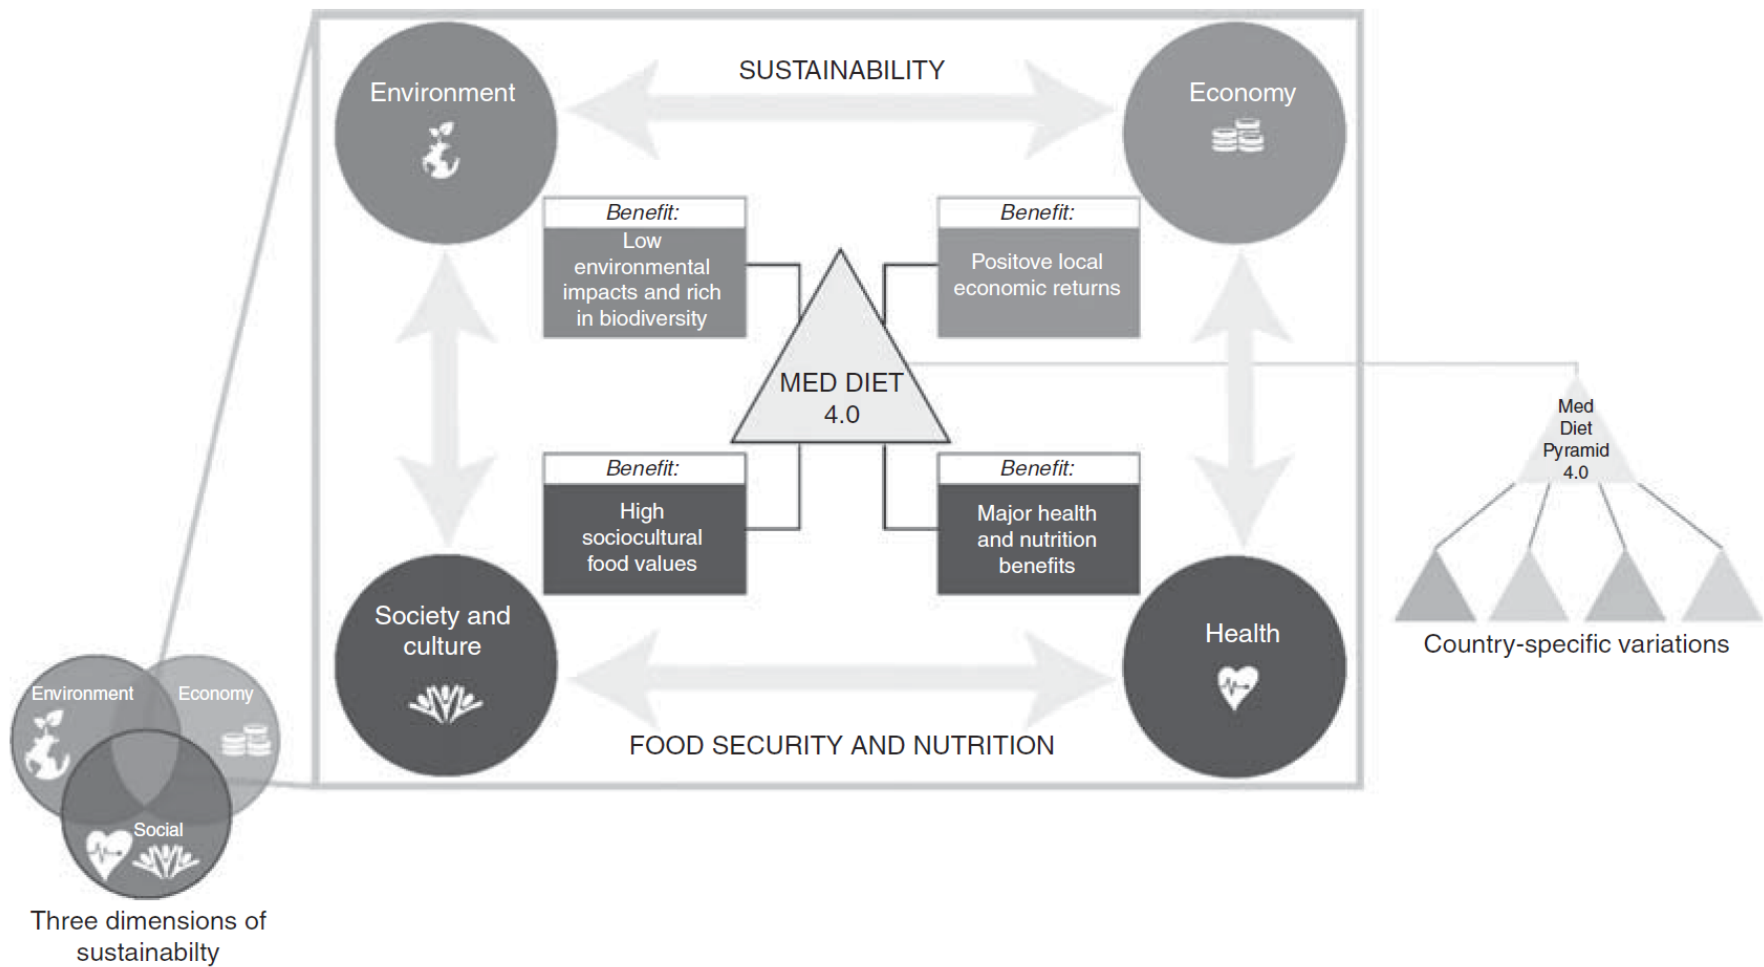 SUSTAINABILITY
Environment
Economy
Benefit:
Low
environmental
impacts and rich
in biodiversity
Benefit:
Positove local
economic returns
MED DIET
4.0
Benefit:
High
sociocultural
food values
Benefit:
Major health
and nutrition
benefits
Society and
culture
Health
FOOD SECURITY AND NUTRITION
Med
Diet
Pyramid
4.0
Country-specific variations
Environment
Economy
Social
Three dimensions of
sustainabilty